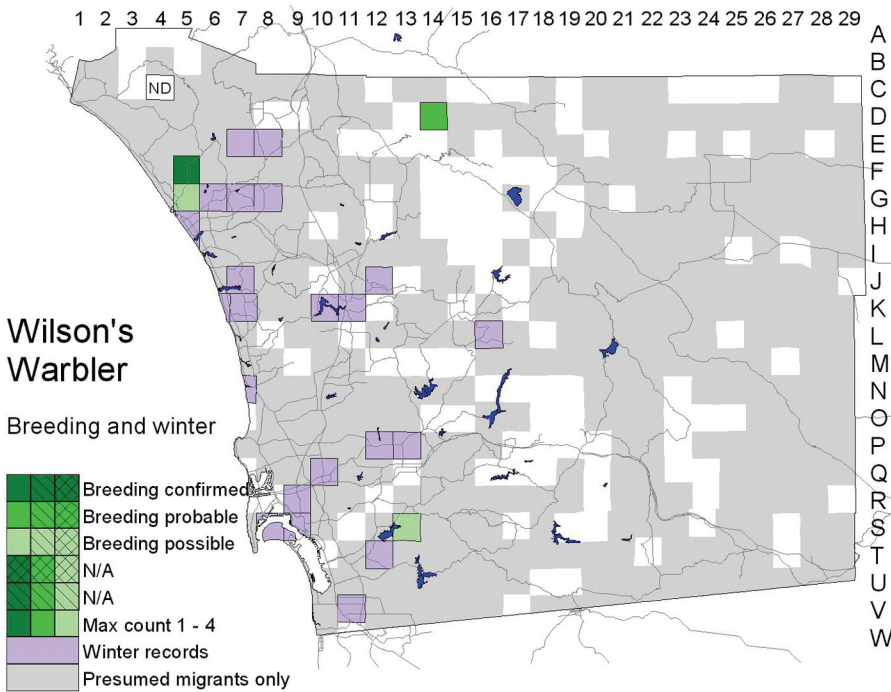 1 2 3 4 5 6 7 8 9 10 11 12 13 14 15 16 17 18 19 20 21 22 23 24 25 26 27 28 29
A
B
C
D
E
F
G
H
I
J
K
L
M
N
O
P
Q
R
S
T
U
V
W
ND
Wilson's
Warbler
Breeding and winter
Breeding confirmed
Breeding probable
Breeding possible
N/A
N/A
Max count 1 - 4
Winter records
Presumed migrants only